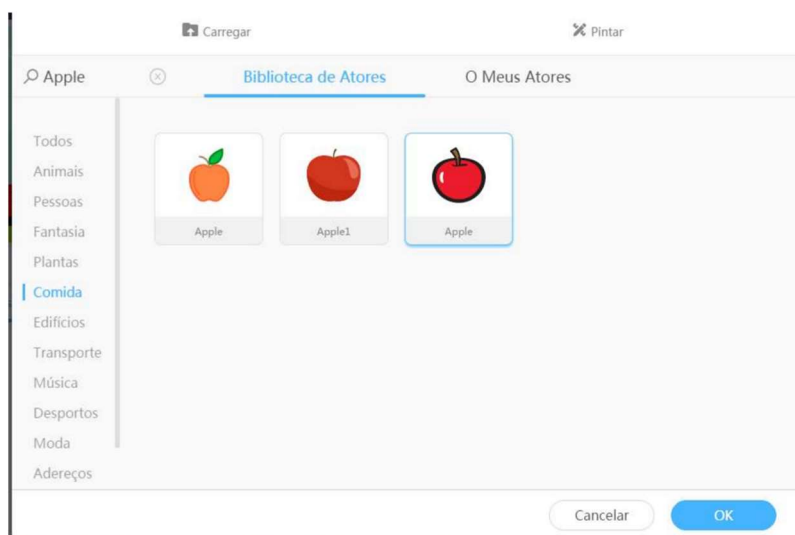 Carregar
Pintar
Apple
Biblioteca de Atores
O Meus Atores
Todos
Animais
Pessoas
Fantasia
Plantas
Comida
Edifícios
Transporte
Música
Desportos
Moda
Adereços
Apple
Apple1
Apple
Cancelar
OK